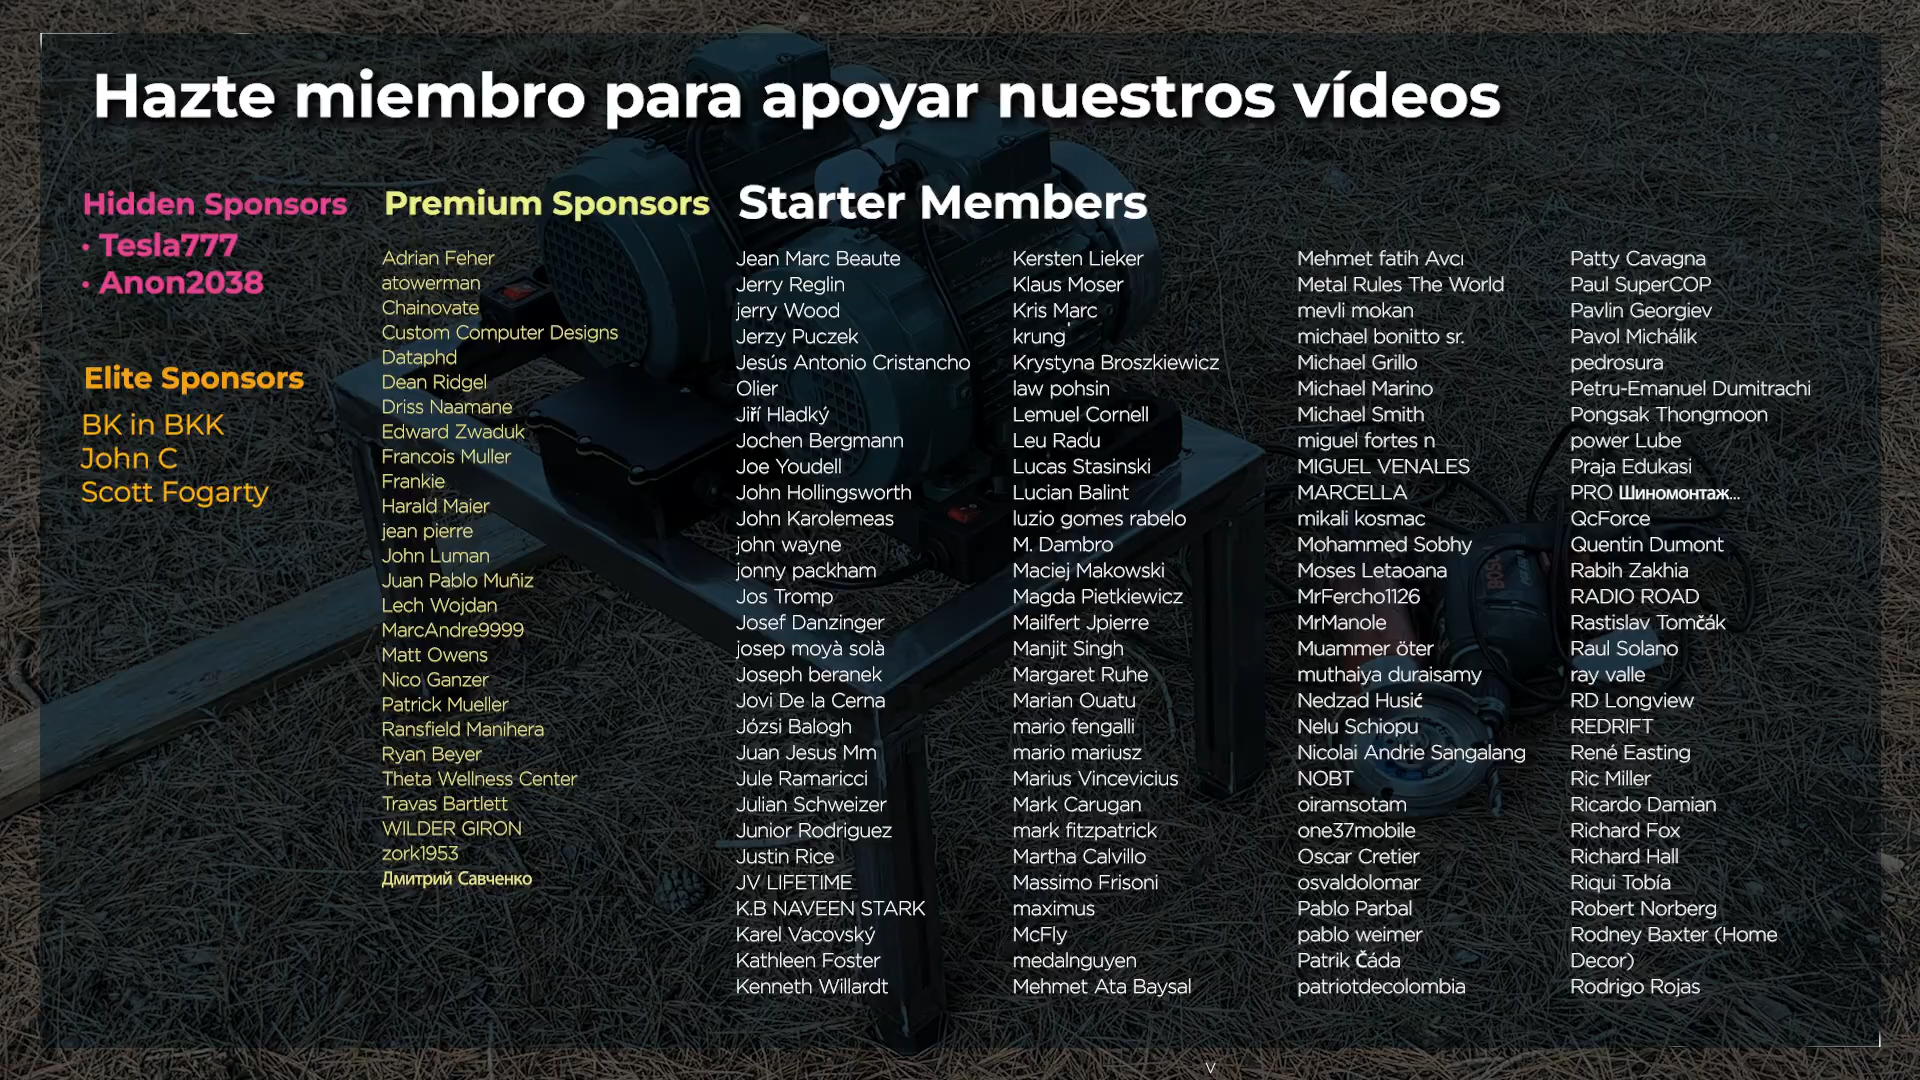 Hazte miembro para apoyar nuestros vídeos
Hidden Sponsors
• Tesla777
• Anon2038
Elite Sponsors
BK in BKK
John C
Scott Fogarty
Premium Sponsors
Adrian Feher
atowerman
Chainovate
Custom Computer Designs
Dataphd
Dean Ridgel
Driss Naamane
Edward Zwaduk
Francois Muller
Frankie
Harald Maier
jean pierre
John Luman
Juan Pablo Muñiz
Lech Wojdan
MarcAndre9999
Matt Owens
Nico Ganzer
Patrick Mueller
Ransfield Manihera
Ryan Beyer
Theta Wellness Center
Travas Bartlett
WILDER GIRON
zork1953
Дмитрий Савченко
Starter Members
Jean Marc Beaute
Jerry Reglin
jerry Wood
Jerzy Puczek
Jesús Antonio Cristancho
Olier
Jiří Hladký
Jochen Bergmann
Joe Youdell
John Hollingsworth
John Karolemeas
john wayne
jonny packham
Jos Tromp
Josef Danzinger
josep moyà solà
Joseph beranek
Jovi De la Cerna
Józsi Balogh
Juan Jesus Mm
Jule Ramaricci
Julian Schweizer
Junior Rodriguez
Justin Rice
JV LIFETIME
K.B NAVEEN STARK
Karel Vacovský
Kathleen Foster
Kenneth Willardt
Kersten Lieker
Klaus Moser
Kris Marc
krung
Krystyna Broszkiewicz
law pohsin
Lemuel Cornell
Leu Radu
Lucas Stasinski
Lucian Balint
luzio gomes rabelo
M. Dambro
Maciej Makowski
Magda Pietkiewicz
Mailfert Jpierre
Manjit Singh
Margaret Ruhe
Marian Ouatu
mario fengalli
mario mariusz
Marius Vincevicius
Mark Carugan
mark fitzpatrick
Martha Calvillo
Massimo Frisoni
maximus
McFly
medalnguyen
Mehmet Ata Baysal
Mehmet fatih Avcı
Metal Rules The World
mevli mokan
michael bonitto sr.
Michael Grillo
Michael Marino
Michael Smith
miguel fortes n
MIGUEL VENALES
MARCELLA
mikali kosmac
Mohammed Sobhy
Moses Letaoana
MrFercho1126
MrManole
Muammer öter
muthaiya duraisamy
Nedzad Husić
Nelu Schiopu
Nicolai Andrie Sangalang
NOBT
oiramsotam
one37mobile
Oscar Cretier
osvaldolomar
Pablo Parbal
pablo weimer
Patrik Čáda
patriotdecolombia
Patty Cavagna
Paul SuperCOP
Pavlin Georgiev
Pavol Michálik
pedrosura
Petru-Emanuel Dumitrachi
Pongsak Thongmoon
power Lube
Praja Edukasi
PRO Шиномонтаж...
QcForce
Quentin Dumont
Rabih Zakhia
RADIO ROAD
Rastislav Tomčák
Raul Solano
ray valle
RD Longview
REDRIFT
René Easting
Ric Miller
Ricardo Damian
Richard Fox
Richard Hall
Riqui Tobía
Robert Norberg
Rodney Baxter (Home
Decor)
Rodrigo Rojas
BOSCH
v